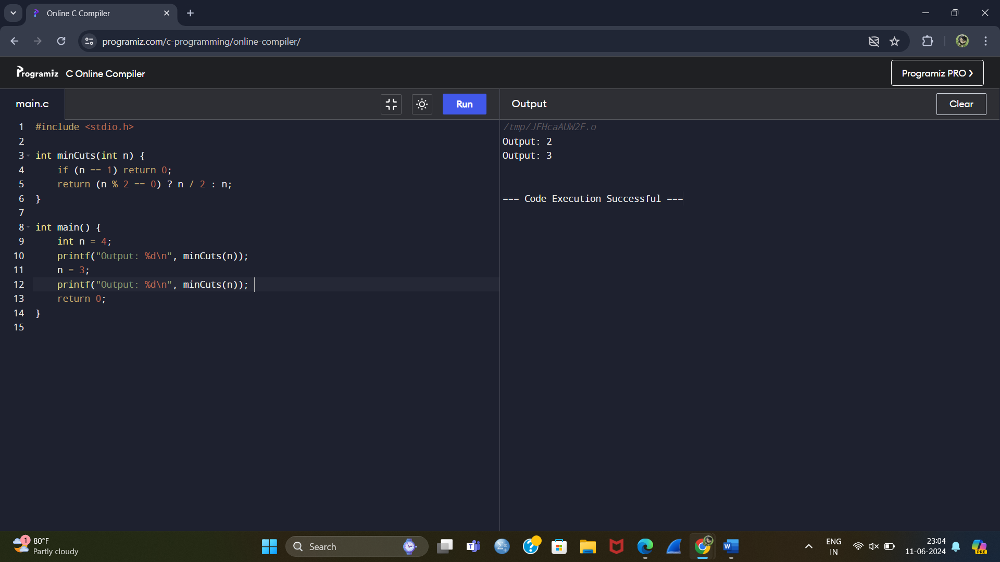 Online C Compiler
programiz.com/c-programming/online-compiler/
Programiz C Online Compiler
Programiz PRO
main.c
Run
Output
Clear
1 #include <stdio.h>
2
3 int minCuts(int n) {
4 if (n == 1) return 0;
5 return (n % 2 == 0) ? n / 2 : n;
6 }
7
8 int main() {
9 int n = 4;
10 printf("Output: %d\n", minCuts(n));
11 n = 3;
12 printf("Output: %d\n", minCuts(n));
13 return 0;
14 }
15
/tmp/JFHcaAUW2F.o
Output: 2
Output: 3
=== Code Execution Successful ===
1
80°F
Partly cloudy
Search
ENG
IN
23:04
11-06-2024
PRE